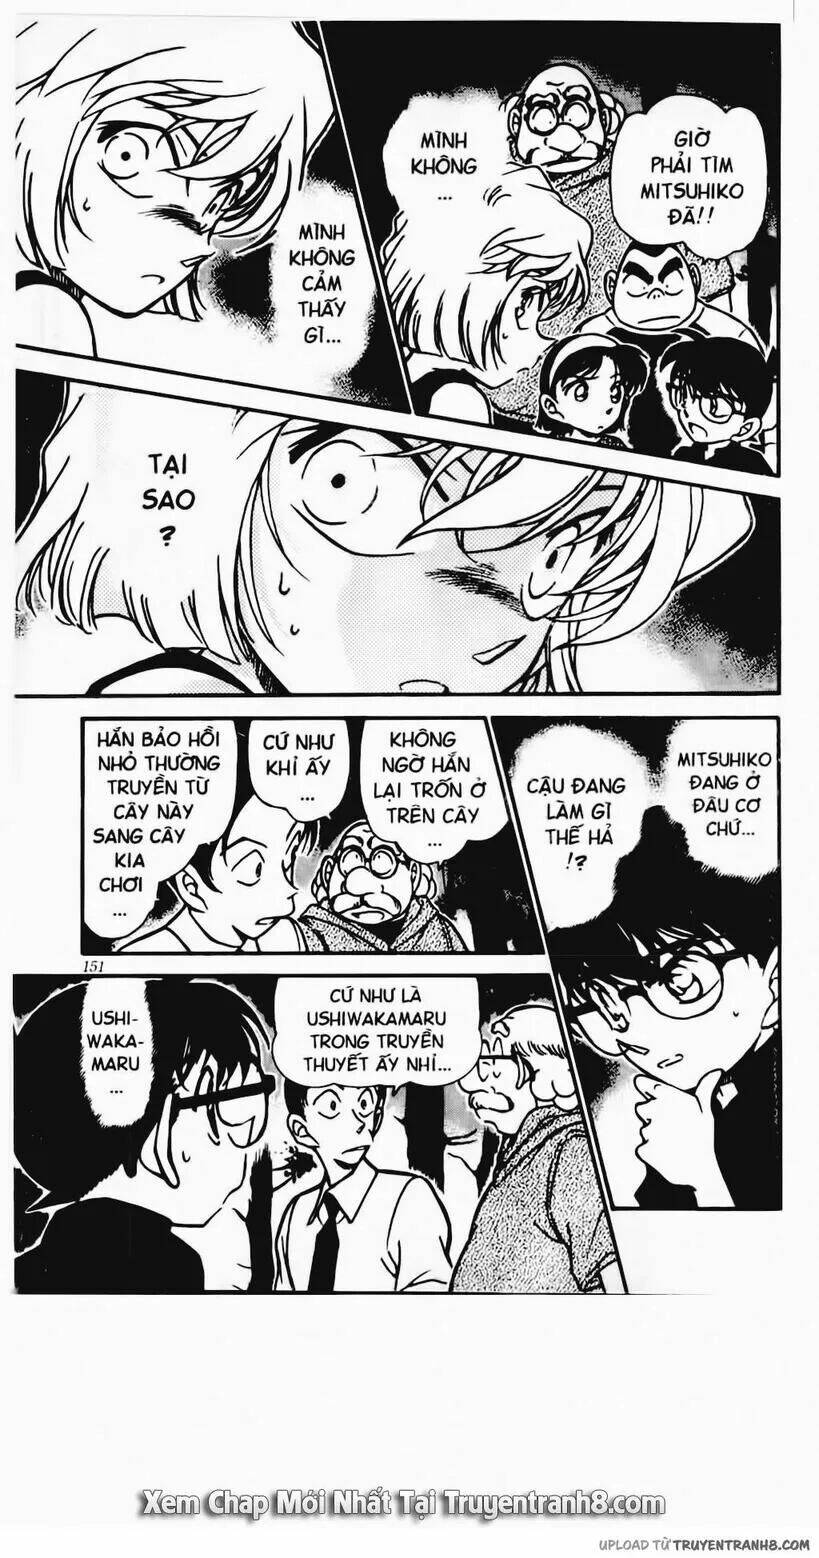 GIỜ
PHẢI TÌM
MITSUHIKO
ĐÃ!!
MÌNH
KHÔNG
...
MÌNH
KHÔNG
CẢM
THẤY
GÌ...
TẠI
SAO
?
MITSUHIKO
ĐANG Ở
ĐÂU CƠ
CHỨ...
CẬU ĐANG
LÀM GÌ
THẾ HẢ
!?
KHÔNG
NGỜ HẮN
LẠI TRỐN Ở
TRÊN CÂY
...
CỨ NHƯ
KHỈ ẤY
...
HẮN BẢO HỒI
NHỎ THƯỜNG
TRUYỀN TỪ
CÂY NÀY
SANG CÂY
KIA
CHƠI
...
151
CỨ NHƯ LÀ
USHIWAKAMARU
TRONG TRUYỀN
THUYẾT ẤY NHỈ...
USHI-
WAKA-
MARU
...
Xem Chap Mới Nhất Tại Truyentranh8.com
UPLOAD TỪ TRUYENTRANH8.COM